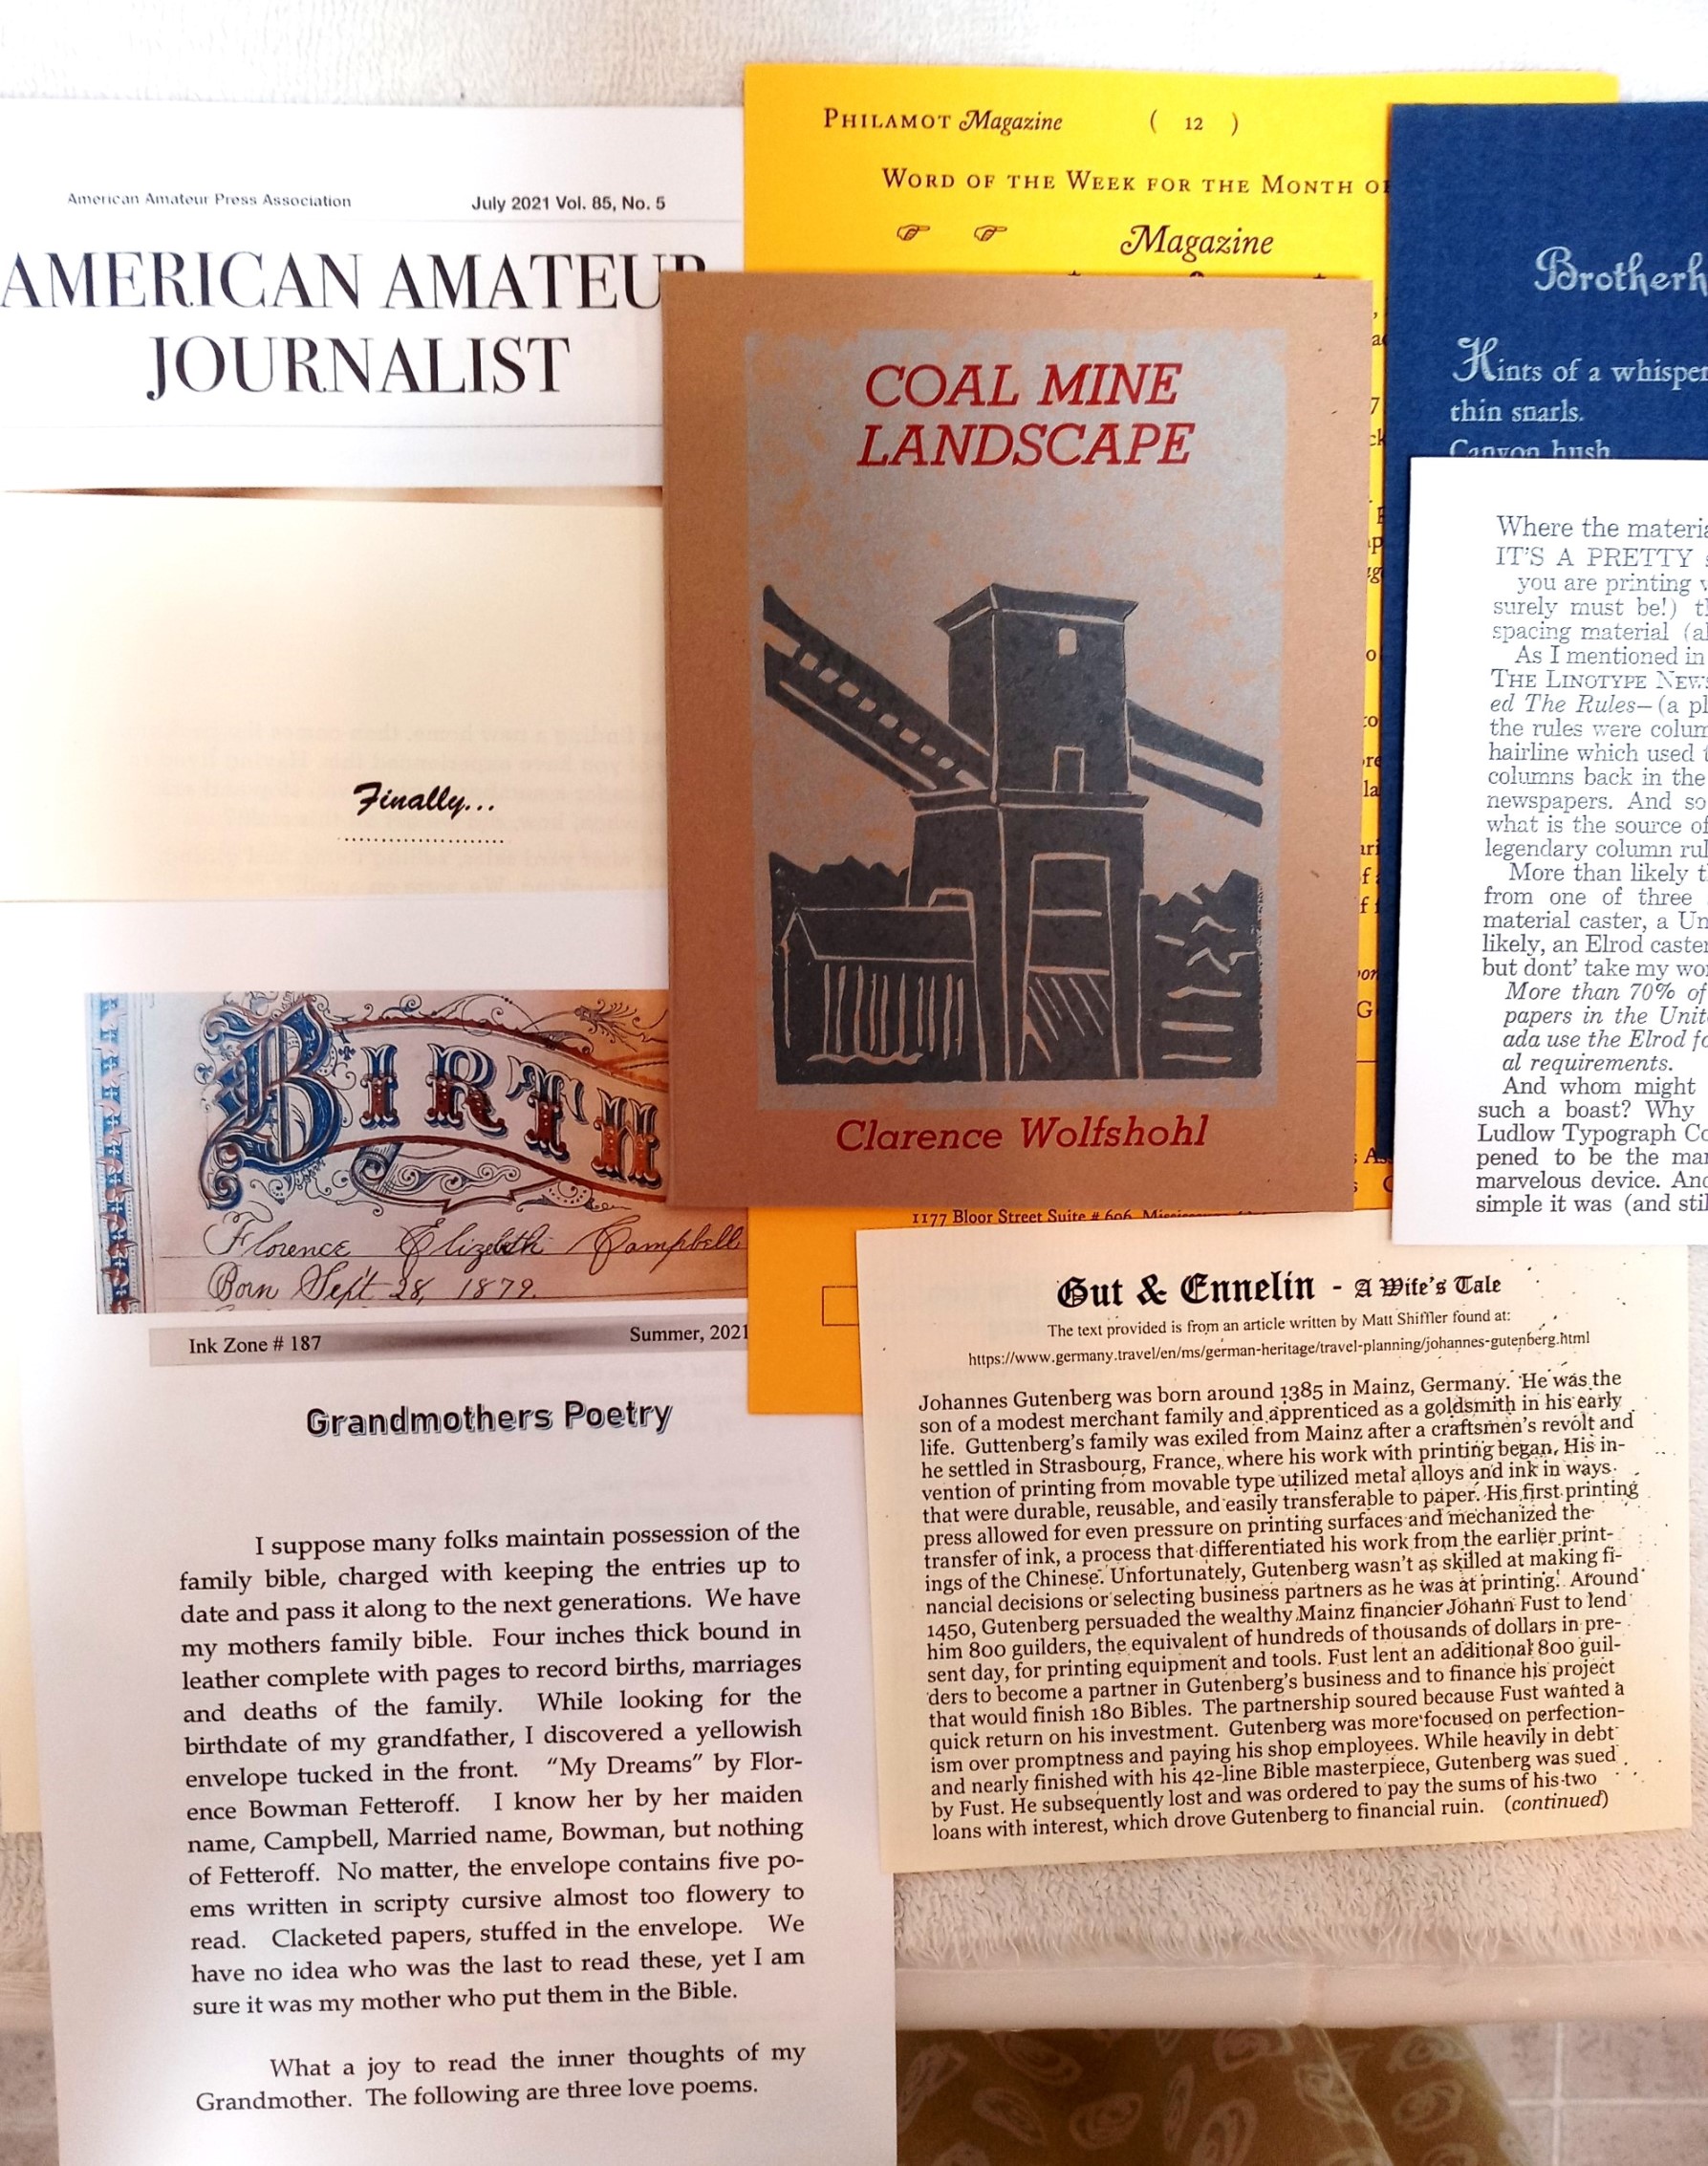 American Amateur Press Association
July 2021 Vol. 85, No. 5
AMERICAN AMATEUR
JOURNALIST
Finally...
BIRTH
Florence Elizebth Campbell
Born Sept 28, 1879.
Ink Zone # 187
Summer, 2021
Grandmothers Poetry
I suppose many folks maintain possession of the
family bible, charged with keeping the entries up to
date and pass it along to the next generations. We have
my mothers family bible. Four inches thick bound in
leather complete with pages to record births, marriages
and deaths of the family. While looking for the
birthdate of my grandfather, I discovered a yellowish
envelope tucked in the front. "My Dreams" by Flor-
ence Bowman Fetteroff. I know her by her maiden
name, Campbell, Married name, Bowman, but nothing
of Fetteroff. No matter, the envelope contains five po-
ems written in scripty cursive almost too flowery to
read. Clacketed papers, stuffed in the envelope. We
have no idea who was the last to read these, yet I am
sure it was my mother who put them in the Bible.
What a joy to read the inner thoughts of my
Grandmother. The following are three love poems.
PHILAMOT Magazine ( 12 )
WORD OF THE WEEK FOR THE MONTH OF
Magazine
1177 Bloor Street Suite # 606
COAL MINE
LANDSCAPE
Clarence Wolfshohl
Brotherh
Hints of a whisper
thin snarls.
Canyon hush
Where the materia
IT'S A PRETTY
you are printing
surely must be!)
spacing material
As I mentioned in
THE LINOTYPE NEWS
ed The Rules—(a pl
the rules were colum
hairline which used
columns back in the
newspapers. And so
what is the source of
legendary column rul
More than likely
from one of three
material caster, a Un
likely, an Elrod caster
but dont' take my wo
More than 70% of
papers in the Unit
ada use the Elrod fo
al requirements.
And whom might
such a boast? Why
Ludlow Typograph Co
pened to be the ma
marvelous device. And
simple it was (and stil
Gut & Ennelin - A Wife's Tale
The text provided is from an article written by Matt Shiffler found at:
https://www.germany.travel/en/ms/german-heritage/travel-planning/johannes-gutenberg.html
Johannes Gutenberg was born around 1385 in Mainz, Germany. He was the
son of a modest merchant family and apprenticed as a goldsmith in his early
life. Guttenberg's family was exiled from Mainz after a craftsmen's revolt and
he settled in Strasbourg, France, where his work with printing began, His in-
vention of printing from movable type utilized metal alloys and ink in ways
that were durable, reusable, and easily transferable to paper. His first printing
press allowed for even pressure on printing surfaces and mechanized the
transfer of ink, a process that differentiated his work from the earlier print-
ings of the Chinese. Unfortunately, Gutenberg wasn't as skilled at making fi-
nancial decisions or selecting business partners as he was at printing! Around
1450, Gutenberg persuaded the wealthy Mainz financier Johann Fust to lend
him 800 guilders, the equivalent of hundreds of thousands of dollars in pre-
sent day, for printing equipment and tools. Fust lent an additional 800 guil-
ders to become a partner in Gutenberg's business and to finance his project
that would finish 180 Bibles. The partnership soured because Fust wanted a
quick return on his investment. Gutenberg was more focused on perfection-
ism over promptness and paying his shop employees. While heavily in debt
and nearly finished with his 42-line Bible masterpiece, Gutenberg was sued
by Fust. He subsequently lost and was ordered to pay the sums of his two
loans with interest, which drove Gutenberg to financial ruin. (continued)